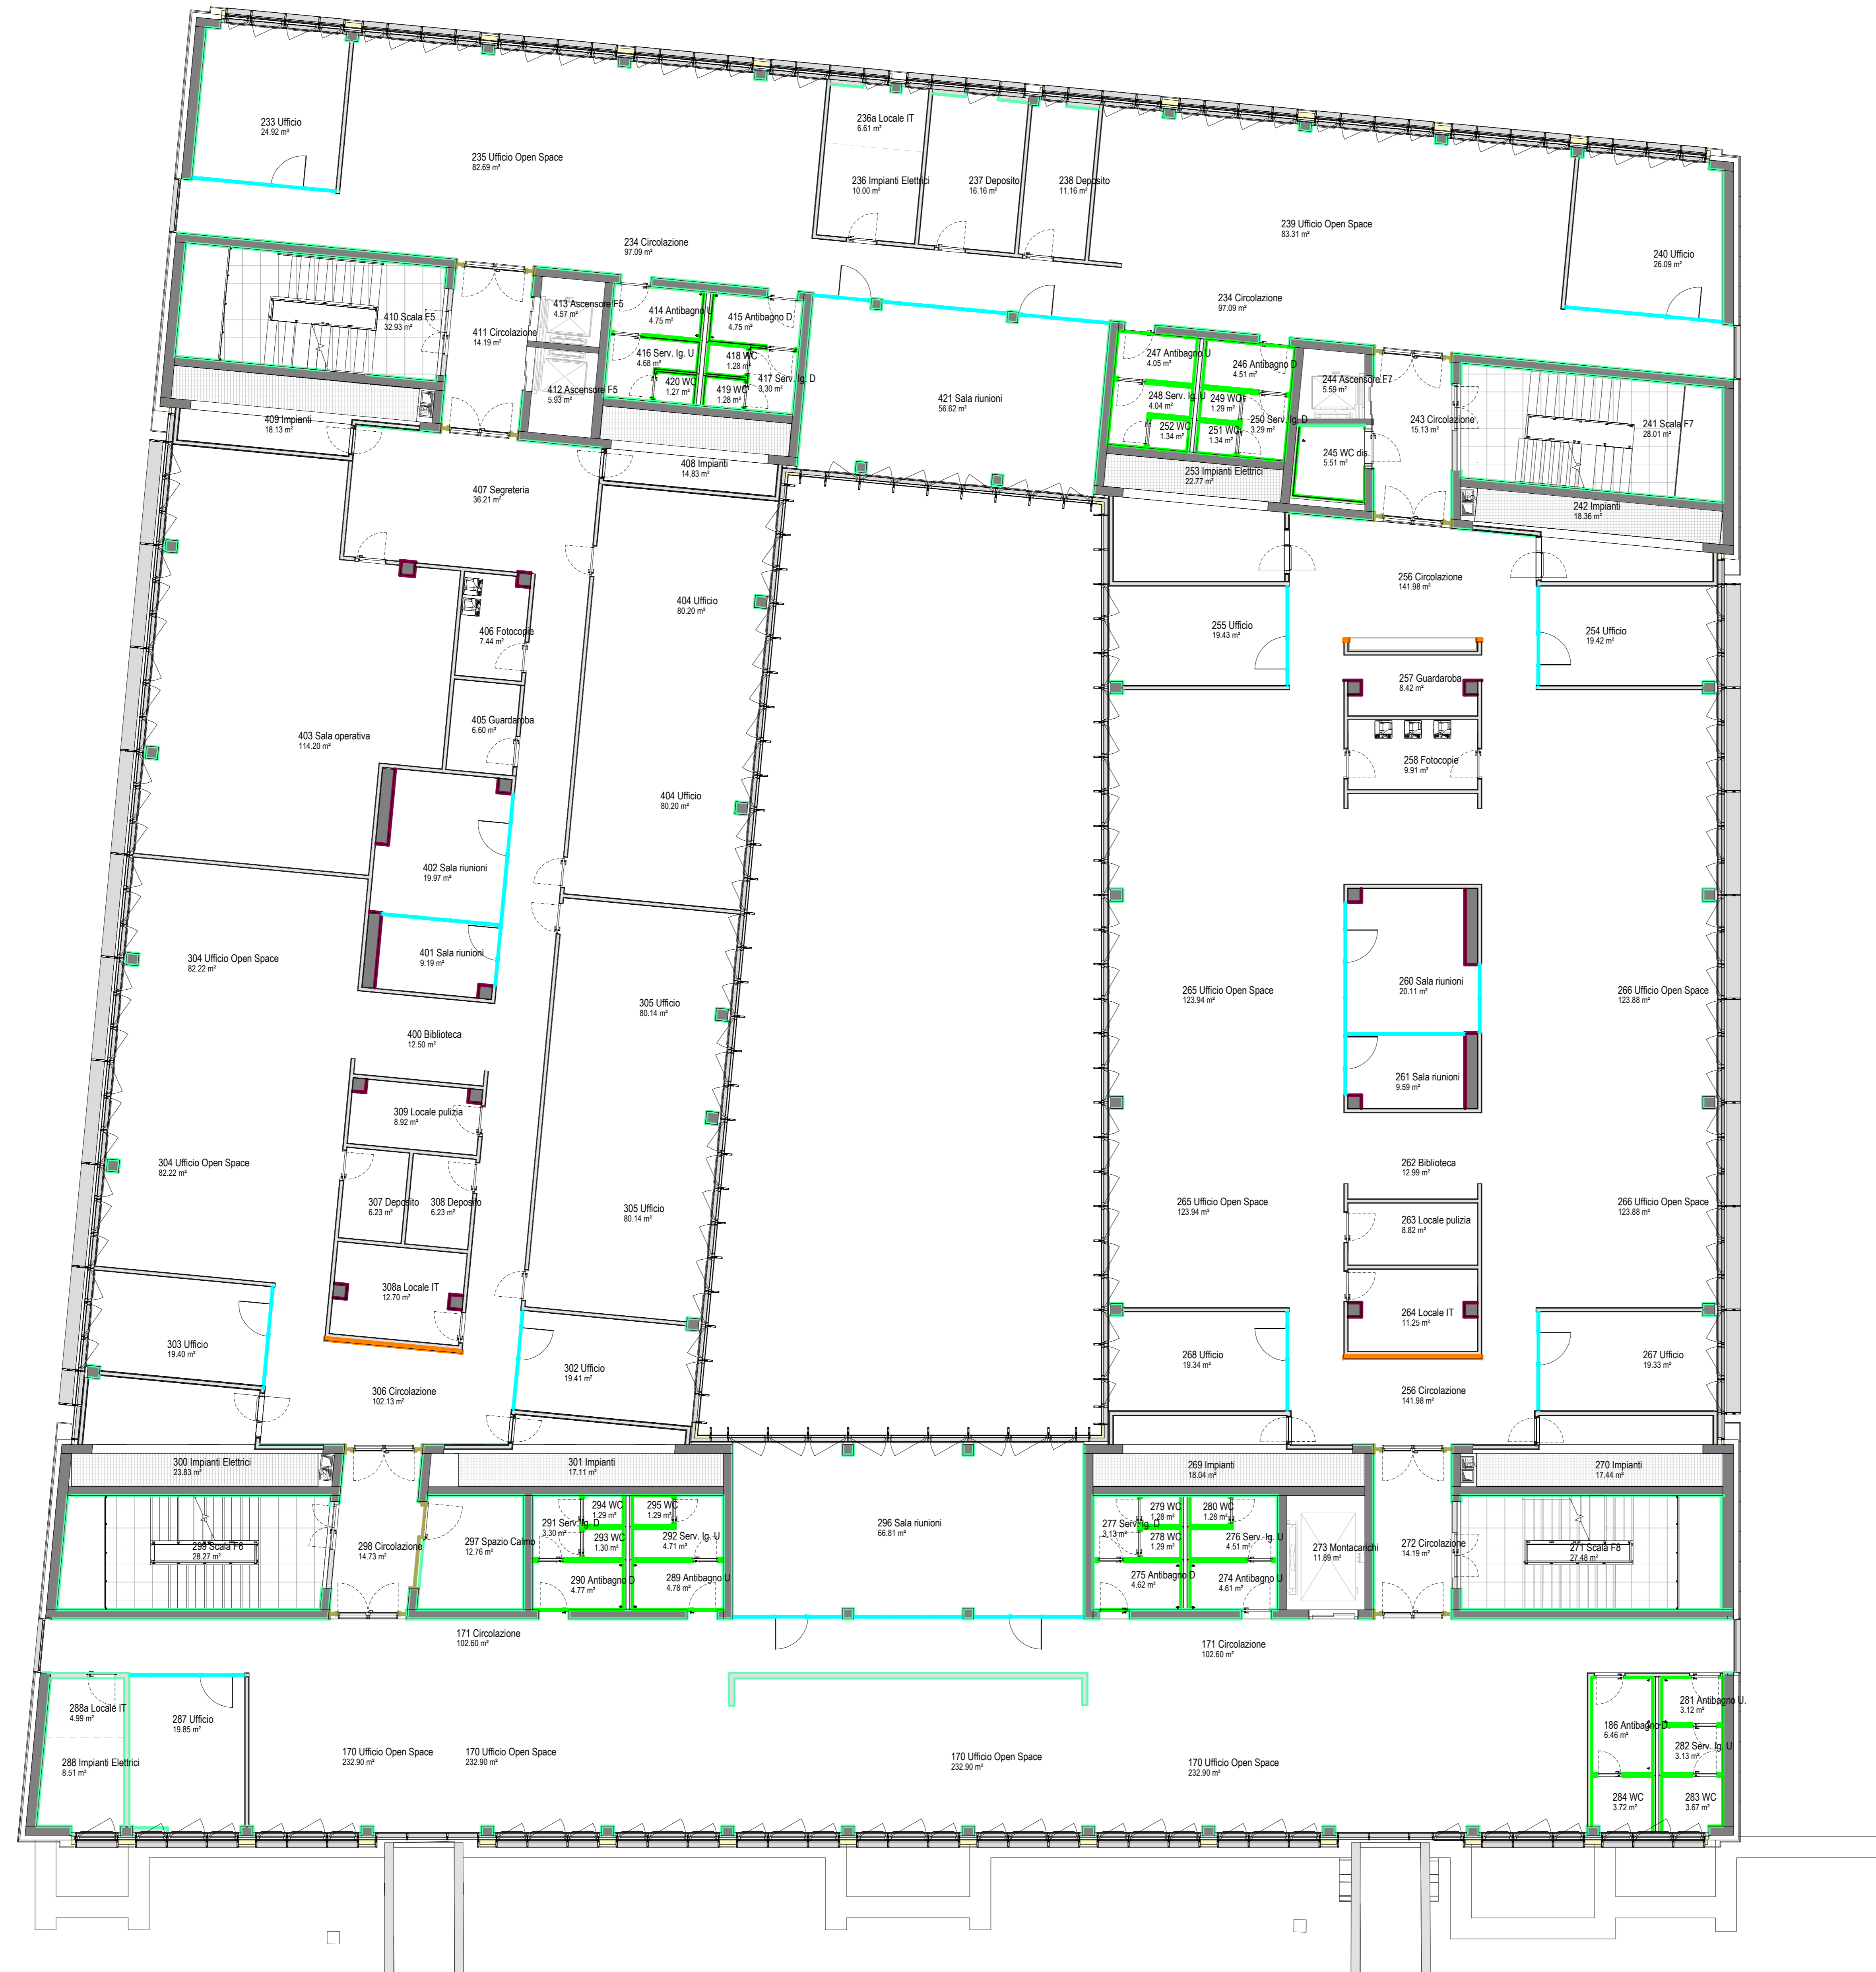 233 Ufficio
24.92 m²
235 Ufficio Open Space
82.69 m²
236a Locale IT
6.61 m²
236 Impianti Elettrici
10.00 m²
237 Deposito
16.16 m²
238 Deposito
11.16 m²
239 Ufficio Open Space
83.31 m²
240 Ufficio
26.09 m²
234 Circolazione
97.09 m²
234 Circolazione
97.09 m²
410 Scala F5
32.93 m²
411 Circolazione
14.19 m²
413 Ascensore F5
4.57 m²
412 Ascensore F5
5.93 m²
414 Antibagno U
4.75 m²
415 Antibagno D
4.75 m²
416 Serv. Ig. U
4.68 m²
418 WC
1.28 m²
420 WC
1.27 m²
419 WC
1.28 m²
417 Serv. Ig. D
3.30 m²
421 Sala riunioni
56.62 m²
247 Antibagno U
4.05 m²
246 Antibagno D
4.51 m²
248 Serv. Ig. U
4.04 m²
249 WC
1.29 m²
252 WC
1.34 m²
251 WC
1.34 m²
250 Serv. Ig. D
3.29 m²
244 Ascensore F7
5.59 m²
245 WC dis.
5.51 m²
243 Circolazione
15.13 m²
241 Scala F7
28.01 m²
253 Impianti Elettrici
22.77 m²
242 Impianti
18.36 m²
409 Impianti
18.13 m²
408 Impianti
14.83 m²
407 Segreteria
36.21 m²
406 Fotocopie
7.44 m²
405 Guardaroba
6.60 m²
404 Ufficio
80.20 m²
403 Sala operativa
114.20 m²
404 Ufficio
80.20 m²
402 Sala riunioni
19.97 m²
401 Sala riunioni
9.19 m²
304 Ufficio Open Space
82.22 m²
305 Ufficio
80.14 m²
400 Biblioteca
12.50 m²
309 Locale pulizia
8.92 m²
304 Ufficio Open Space
82.22 m²
307 Deposito
6.23 m²
308 Deposito
6.23 m²
305 Ufficio
80.14 m²
308a Locale IT
12.70 m²
303 Ufficio
19.40 m²
302 Ufficio
19.41 m²
306 Circolazione
102.13 m²
256 Circolazione
141.98 m²
255 Ufficio
19.43 m²
254 Ufficio
19.42 m²
257 Guardaroba
8.42 m²
258 Fotocopie
9.91 m²
260 Sala riunioni
20.11 m²
265 Ufficio Open Space
123.94 m²
266 Ufficio Open Space
123.88 m²
261 Sala riunioni
9.59 m²
262 Biblioteca
12.99 m²
265 Ufficio Open Space
123.94 m²
266 Ufficio Open Space
123.88 m²
263 Locale pulizia
8.82 m²
264 Locale IT
11.25 m²
268 Ufficio
19.34 m²
267 Ufficio
19.33 m²
256 Circolazione
141.98 m²
300 Impianti Elettrici
23.83 m²
301 Impianti
17.11 m²
269 Impianti
18.04 m²
270 Impianti
17.44 m²
299 Scala F6
28.27 m²
298 Circolazione
14.73 m²
297 Spazio Calmo
12.76 m²
291 Serv. Ig. D
3.30 m²
294 WC
1.29 m²
293 WC
1.30 m²
295 WC
1.29 m²
292 Serv. Ig. U
4.71 m²
290 Antibagno D
4.77 m²
289 Antibagno U
4.78 m²
296 Sala riunioni
66.81 m²
277 Serv. Ig. D
3.13 m²
279 WC
1.28 m²
278 WC
1.29 m²
280 WC
1.28 m²
276 Serv. Ig. U
4.51 m²
275 Antibagno D
4.62 m²
274 Antibagno U
4.61 m²
273 Montacarichi
11.89 m²
272 Circolazione
14.19 m²
271 Scala F8
27.48 m²
171 Circolazione
102.60 m²
171 Circolazione
102.60 m²
288a Locale IT
4.99 m²
287 Ufficio
19.85 m²
288 Impianti Elettrici
8.51 m²
170 Ufficio Open Space
232.90 m²
170 Ufficio Open Space
232.90 m²
170 Ufficio Open Space
232.90 m²
170 Ufficio Open Space
232.90 m²
281 Antibagno U.
3.12 m²
186 Antibagno D.
6.46 m²
282 Serv. Ig. U
3.13 m²
284 WC
3.72 m²
283 WC
3.67 m²